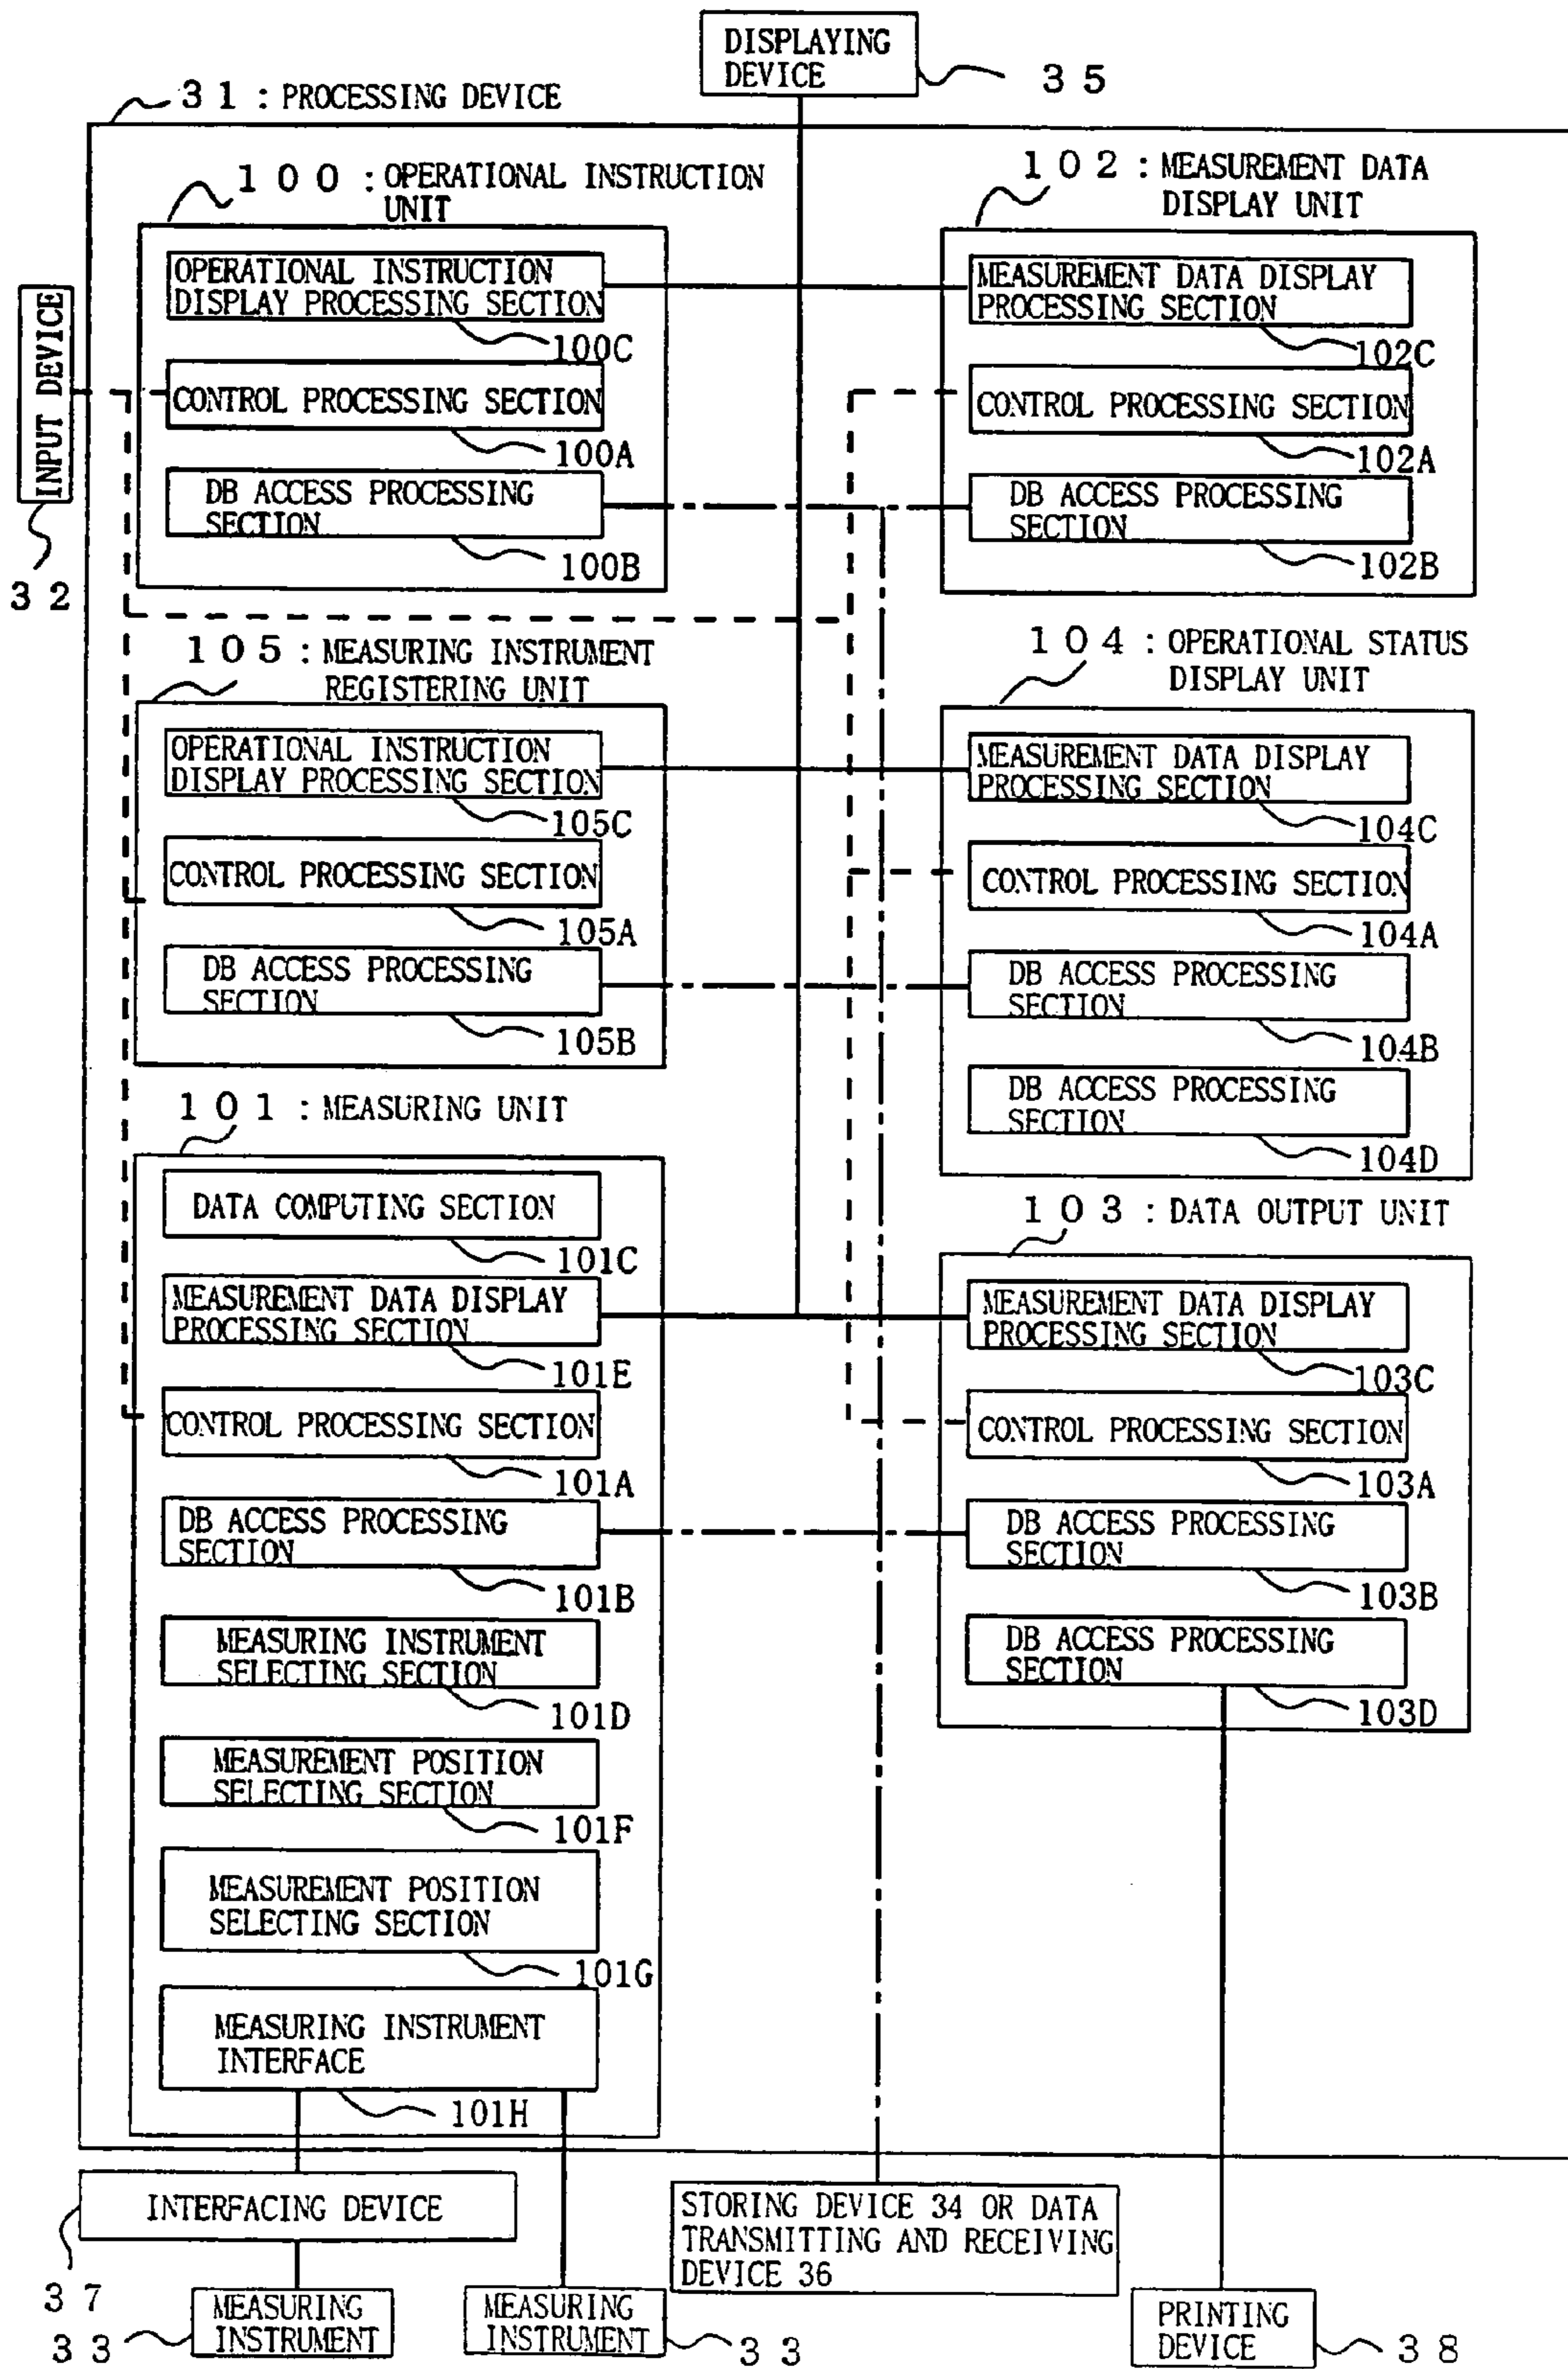 DISPLAYING
DEVICE
35
31 : PROCESSING DEVICE
100 : OPERATIONAL INSTRUCTION
UNIT
OPERATIONAL INSTRUCTION
DISPLAY PROCESSING SECTION
100C
CONTROL PROCESSING SECTION
100A
DB ACCESS PROCESSING
SECTION
100B
INPUT DEVICE
32
102 : MEASUREMENT DATA
DISPLAY UNIT
MEASUREMENT DATA DISPLAY
PROCESSING SECTION
102C
CONTROL PROCESSING SECTION
102A
DB ACCESS PROCESSING
SECTION
102B
105 : MEASURING INSTRUMENT
REGISTERING UNIT
OPERATIONAL INSTRUCTION
DISPLAY PROCESSING SECTION
105C
CONTROL PROCESSING SECTION
105A
DB ACCESS PROCESSING
SECTION
105B
104 : OPERATIONAL STATUS
DISPLAY UNIT
MEASUREMENT DATA DISPLAY
PROCESSING SECTION
104C
CONTROL PROCESSING SECTION
104A
DB ACCESS PROCESSING
SECTION
104B
DB ACCESS PROCESSING
SECTION
104D
101 : MEASURING UNIT
DATA COMPUTING SECTION
101C
MEASUREMENT DATA DISPLAY
PROCESSING SECTION
101E
CONTROL PROCESSING SECTION
101A
DB ACCESS PROCESSING
SECTION
101B
MEASURING INSTRUMENT
SELECTING SECTION
101D
MEASUREMENT POSITION
SELECTING SECTION
101F
MEASUREMENT POSITION
SELECTING SECTION
101G
MEASURING INSTRUMENT
INTERFACE
101H
103 : DATA OUTPUT UNIT
MEASUREMENT DATA DISPLAY
PROCESSING SECTION
103C
CONTROL PROCESSING SECTION
103A
DB ACCESS PROCESSING
SECTION
103B
DB ACCESS PROCESSING
SECTION
103D
INTERFACING DEVICE
37
MEASURING
INSTRUMENT
33
MEASURING
INSTRUMENT
33
STORING DEVICE 34 OR DATA
TRANSMITTING AND RECEIVING
DEVICE 36
PRINTING
DEVICE
38